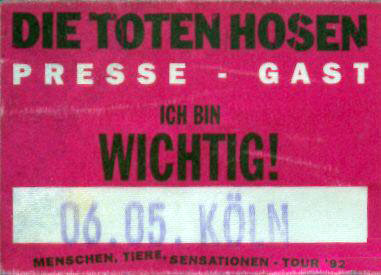 DIE TOTEN HOSEN
PRESSE - GAST
ICH BIN
WICHTIG!
06.05. KÖLN
MENSCHEN, TIERE, SENSATIONEN - TOUR '92